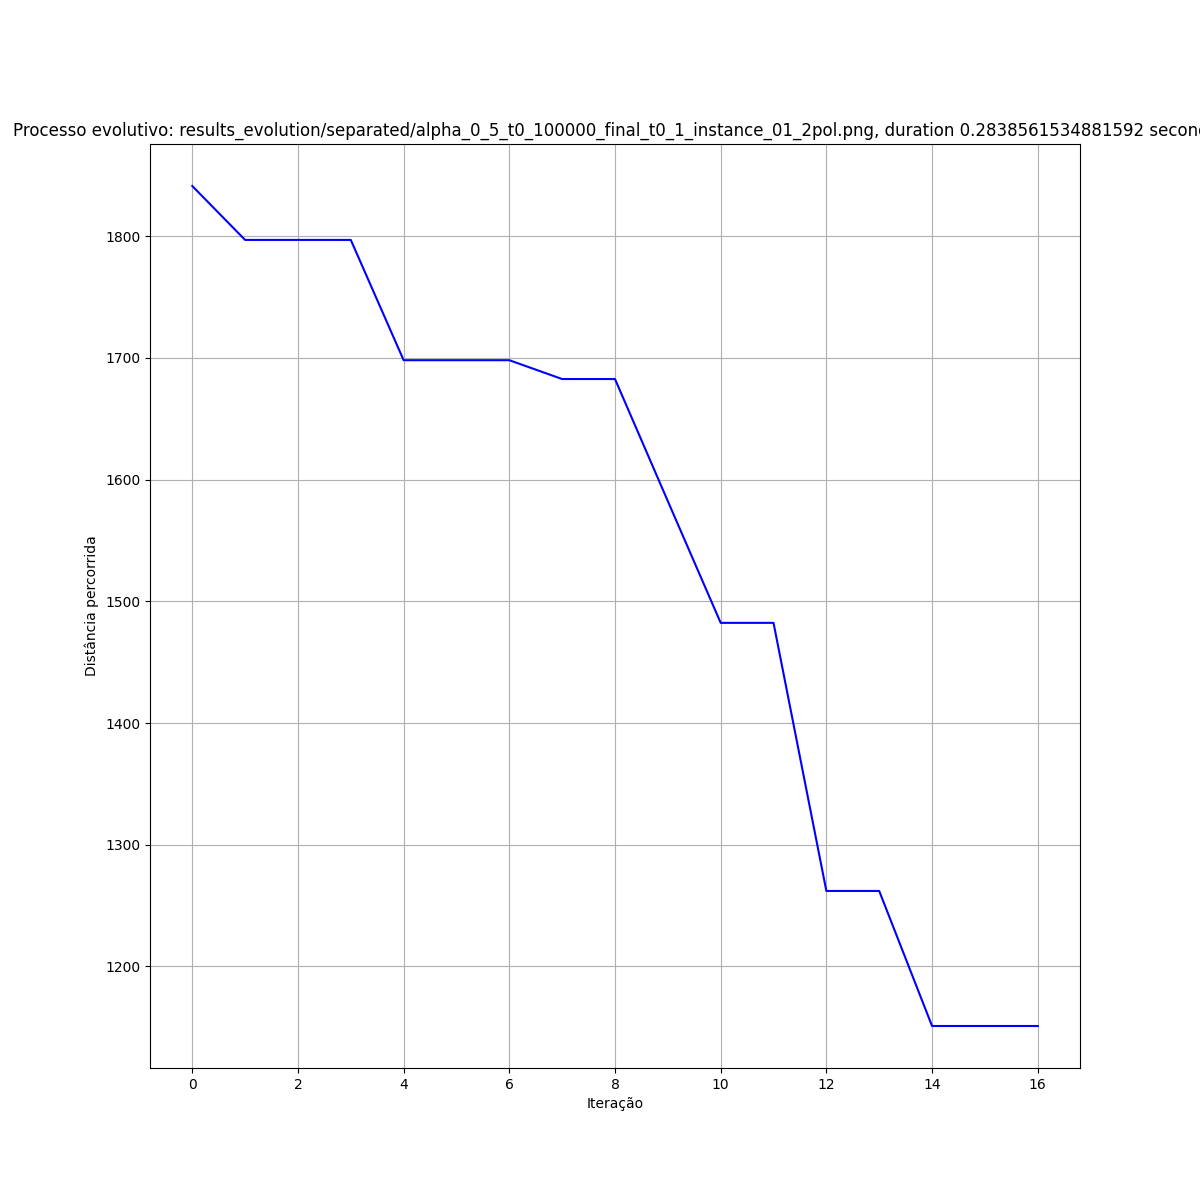 Processo evolutivo: results_evolution/separated/alpha_0_5_t0_100000_final_t0_1_instance_01_2pol.png, duration 0.2838561534881592
1800
1700
1600
1500
1400
1300
1200
Distância percorrida
0 2 4 6 8 10 12 14 16
Iteração